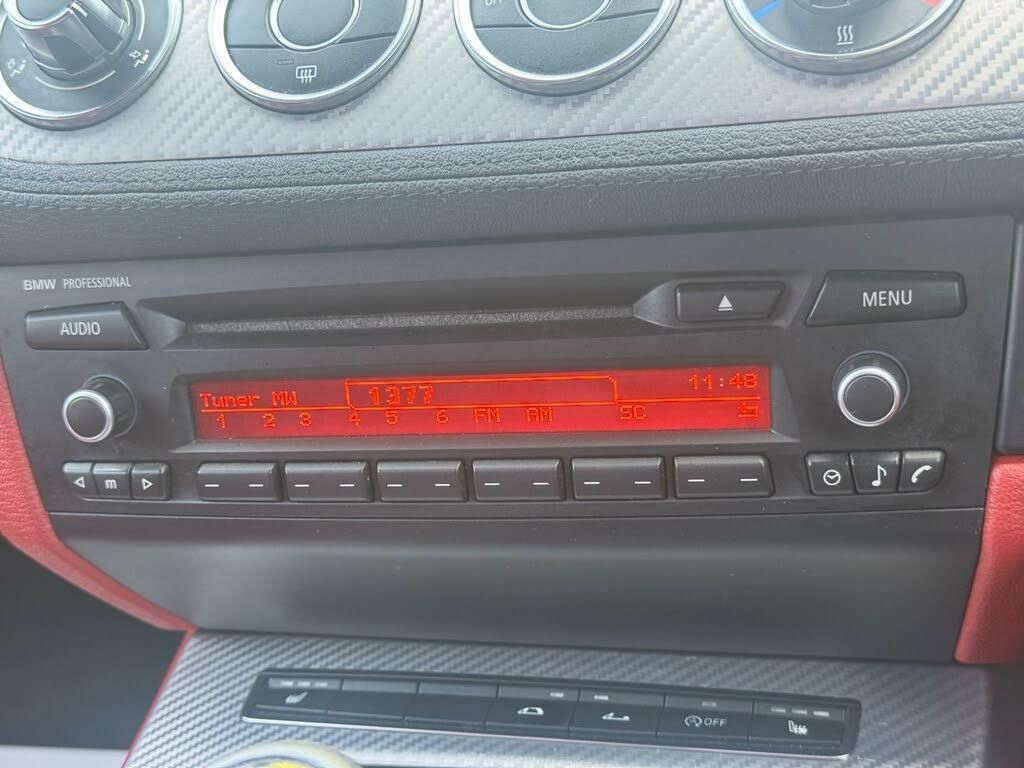 BMW PROFESSIONAL
AUDIO
MENU
Tuner MW 1377 11:48
1 2 3 4 5 6 FM AM SC
m
OFF